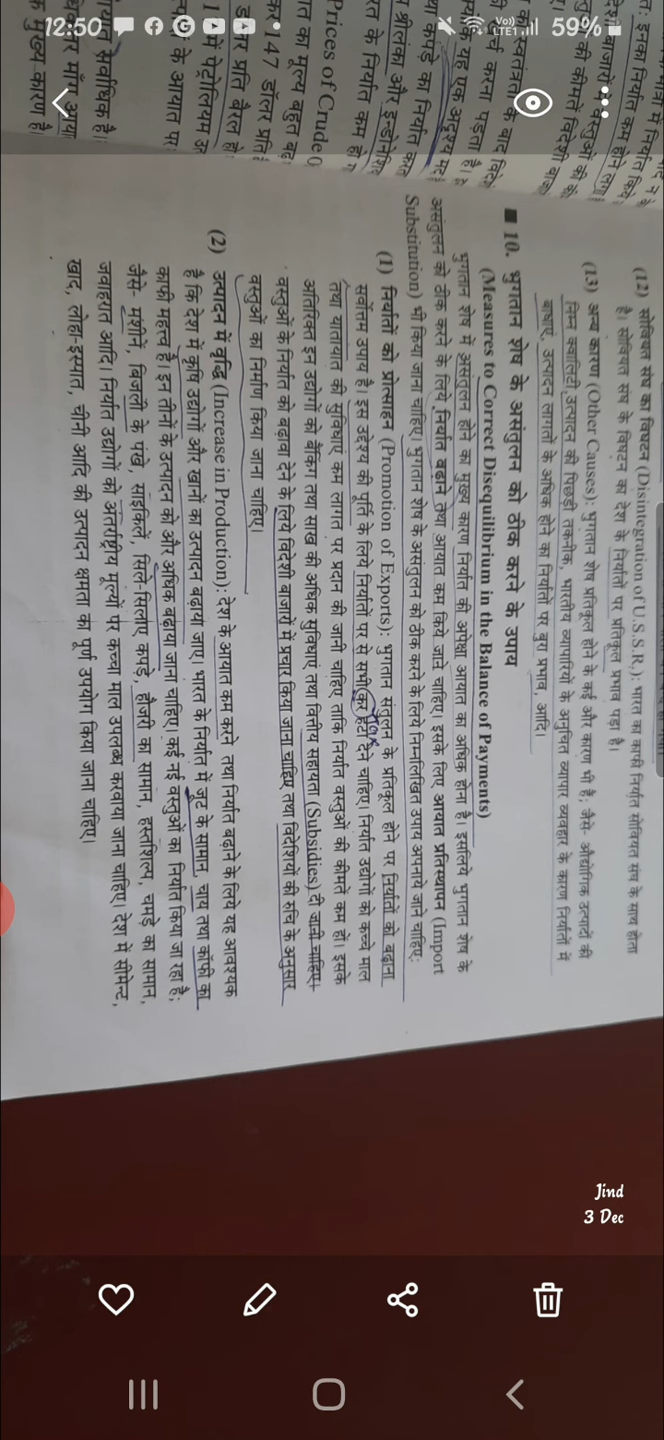 12:50
Vo))
LTE1
59%
(12) सोवियत संघ का विघटन (Disintegration of U.S.S.R.): भारत का काफी निर्यात सोवियत संघ के साथ होता
है। सोवियत संघ के विघटन का देश के निर्यातों पर प्रतिकूल प्रभाव पड़ा है।
(13) अन्य कारण (Other Causes): भुगतान शेष प्रतिकूल होने के कई और कारण भी है; जैसे- औद्योगिक उत्पादों की
निम्न क्वालिटी, उत्पादन की पिछड़ी तकनीक, भारतीय व्यापारियों के अनुचित व्यापार व्यवहार के कारण निर्यातों में
बाधाएं, उत्पादन लागतों के अधिक होने का निर्यातों पर बुरा प्रभाव, आदि।
■ 10. भुगतान शेष के असंतुलन को ठीक करने के उपाय
(Measures to Correct Disequilibrium in the Balance of Payments)
भुगतान शेष में असंतुलन होने का मुख्य कारण निर्यात की अपेक्षा आयात का अधिक होना है। इसलिये भुगतान शेष के
असंतुलन को ठीक करने के लिये निर्यात बढ़ाने तथा आयात कम किये जाने चाहिए। इसके लिए आयात प्रतिस्थापन (Import
Substitution) भी किया जाना चाहिए। भुगतान शेष के असंतुलन को ठीक करने के लिये निम्नलिखित उपाय अपनाये जाने चाहिए:
(1) निर्यातों को प्रोत्साहन (Promotion of Exports): भुगतान संतुलन के प्रतिकूल होने पर निर्यातों को बढ़ाना
सर्वोत्तम उपाय है। इस उद्देश्य की पूर्ति के लिये निर्यातों पर से सभी कर हटा देने चाहिए। निर्यात उद्योगों को कच्चे माल
Tax
तथा यातायात की सुविधाएं कम लागत पर प्रदान की जानी चाहिए ताकि निर्यात वस्तुओं की कीमतें कम हों। इसके
अतिरिक्त इन उद्योगों को बैंकिंग तथा साख की अधिक सुविधाएं तथा वित्तीय सहायता (Subsidies) दी जानी चाहिए।
वस्तुओं के निर्यात को बढ़ावा देने के लिये विदेशी बाजारों में प्रचार किया जाना चाहिए तथा विदेशियों की रुचि के अनुसार
वस्तुओं का निर्माण किया जाना चाहिए।
(2) उत्पादन में वृद्धि (Increase in Production): देश के आयात कम करने तथा निर्यात बढ़ाने के लिये यह आवश्यक
है कि देश में कृषि उद्योगों और खानों का उत्पादन बढ़ाया जाए। भारत के निर्यात में जूट के सामान, चाय तथा कॉफी का
काफी महत्त्व है। इन तीनों के उत्पादन को और अधिक बढ़ाया जाना चाहिए। कई नई वस्तुओं का निर्यात किया जा रहा है;
जैसे- मशीनें, बिजली के पंखे, साइकिलें, सिले-सिलाए कपड़े, हौजरी का सामान, हस्तशिल्प, चमड़े का सामान,
जवाहरात आदि। निर्यात उद्योगों को अंतर्राष्ट्रीय मूल्यों पर कच्चा माल उपलब्ध करवाया जाना चाहिए। देश में सीमेन्ट,
खाद, लोहा-इस्पात, चीनी आदि की उत्पादन क्षमता का पूर्ण उपयोग किया जाना चाहिए।
Jind
3 Dec